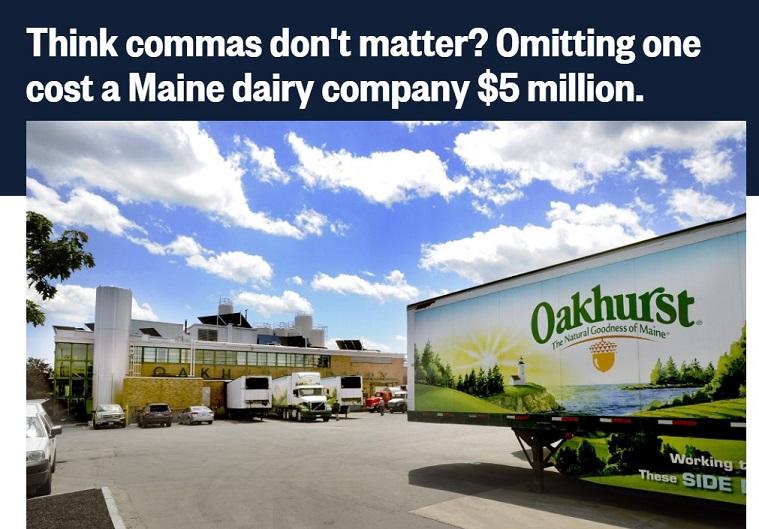 Think commas don't matter? Omitting one
cost a Maine dairy company $5 million.
Oakhurst®
The Natural Goodness of Maine®
OAKH
Working
These SIDE